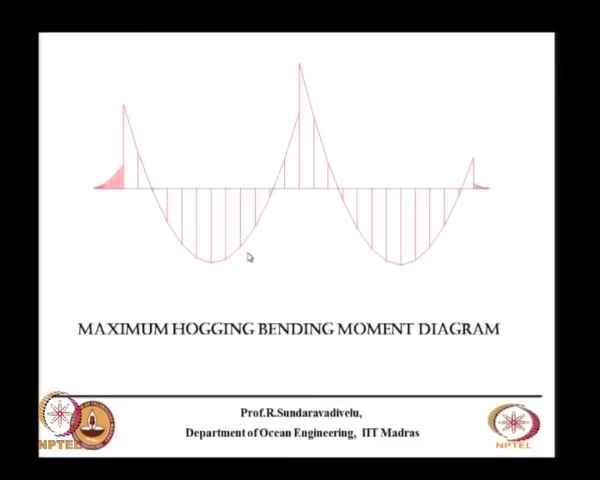 MAXIMUM HOGGING BENDING MOMENT DIAGRAM
Prof.R.Sundaravadivelu,
Department of Ocean Engineering, IIT Madras
NPTEL
NPTEL